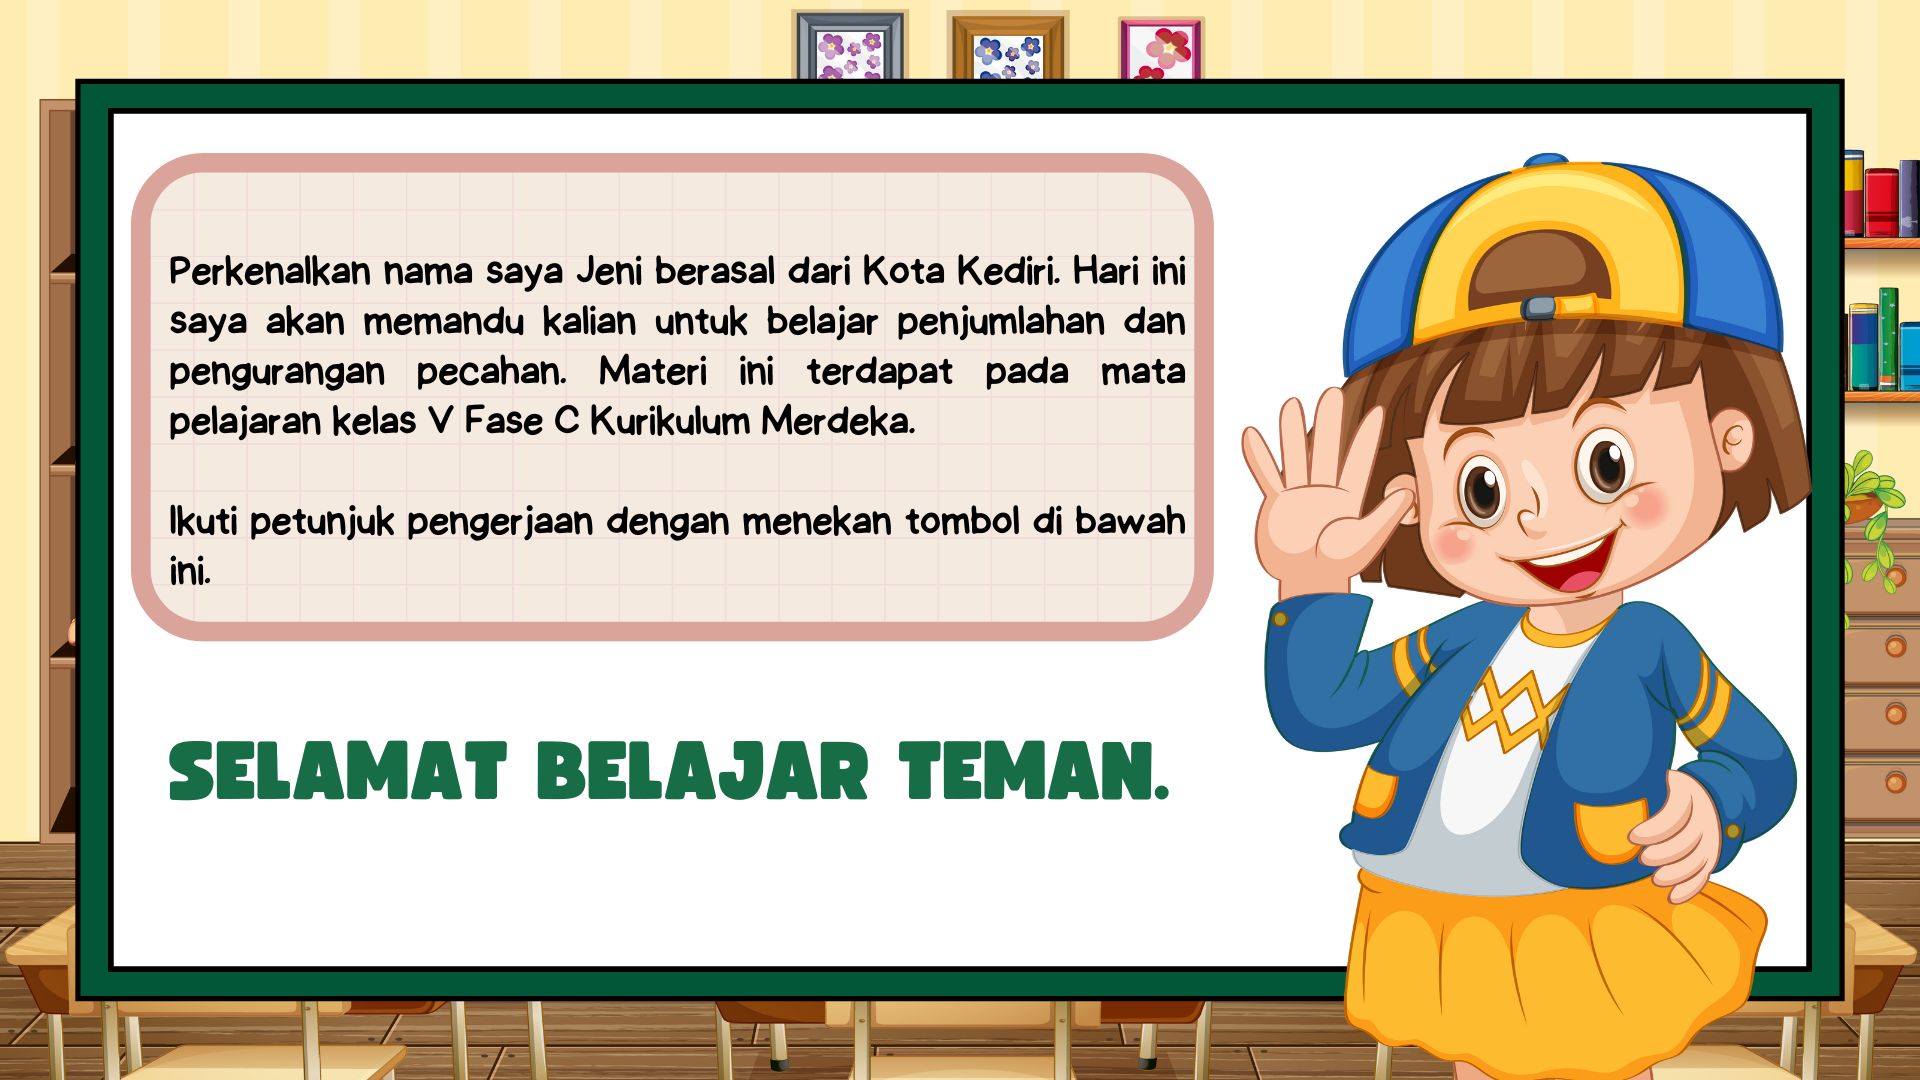 Perkenalkan nama saya Jeni berasal dari Kota Kediri. Hari ini
saya akan memandu kalian untuk belajar penjumlahan dan
pengurangan pecahan. Materi ini terdapat pada mata
pelajaran kelas V Fase C Kurikulum Merdeka.
Ikuti petunjuk pengerjaan dengan menekan tombol di bawah
ini.
SELAMAT BELAJAR TEMAN.